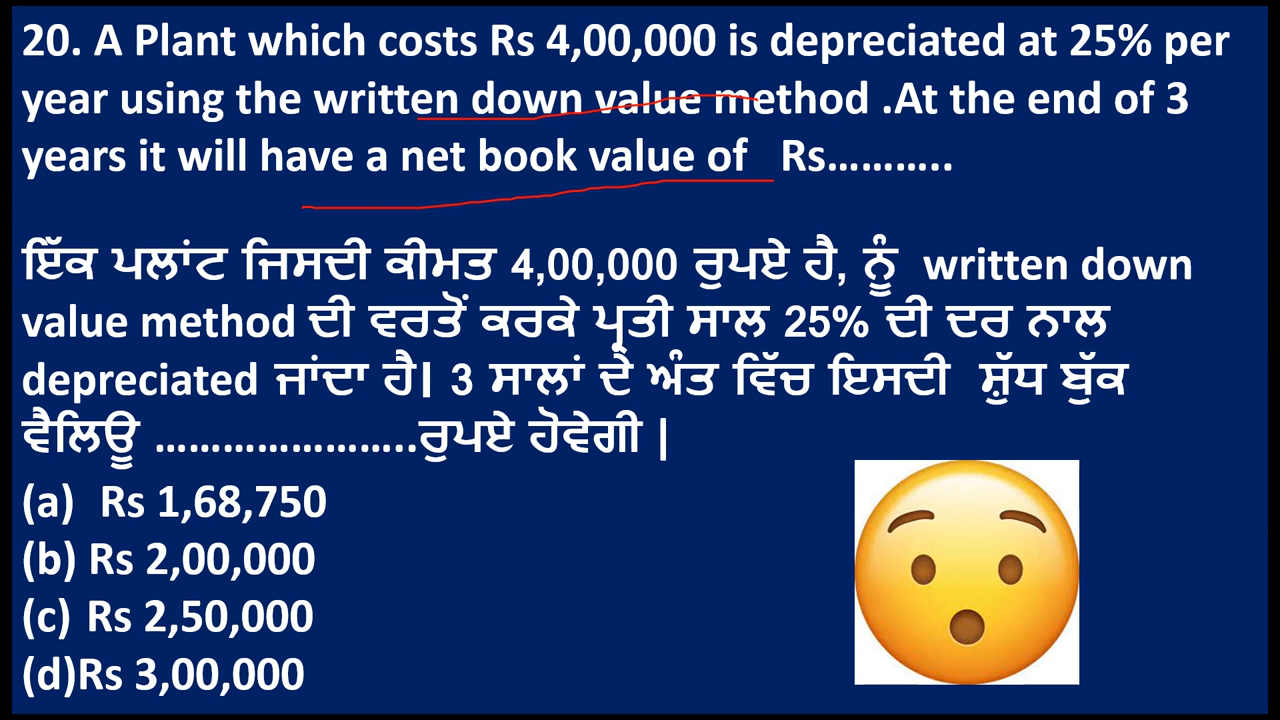 20. A Plant which costs Rs 4,00,000 is depreciated at 25% per
year using the written down value method .At the end of 3
years it will have a net book value of Rs………..
ਇੱਕ ਪਲਾਂਟ ਜਿਸਦੀ ਕੀਮਤ 4,00,000 ਰੁਪਏ ਹੈ, ਨੂੰ written down
value method ਦੀ ਵਰਤੋਂ ਕਰਕੇ ਪ੍ਰਤੀ ਸਾਲ 25% ਦੀ ਦਰ ਨਾਲ
depreciated ਜਾਂਦਾ ਹੈ| 3 ਸਾਲਾਂ ਦੇ ਅੰਤ ਵਿੱਚ ਇਸਦੀ ਸ਼ੁੱਧ ਬੁੱਕ
ਵੈਲਿਊ …………………..ਰੁਪਏ ਹੋਵੇਗੀ |
(a) Rs 1,68,750
(b) Rs 2,00,000
(c) Rs 2,50,000
(d)Rs 3,00,000